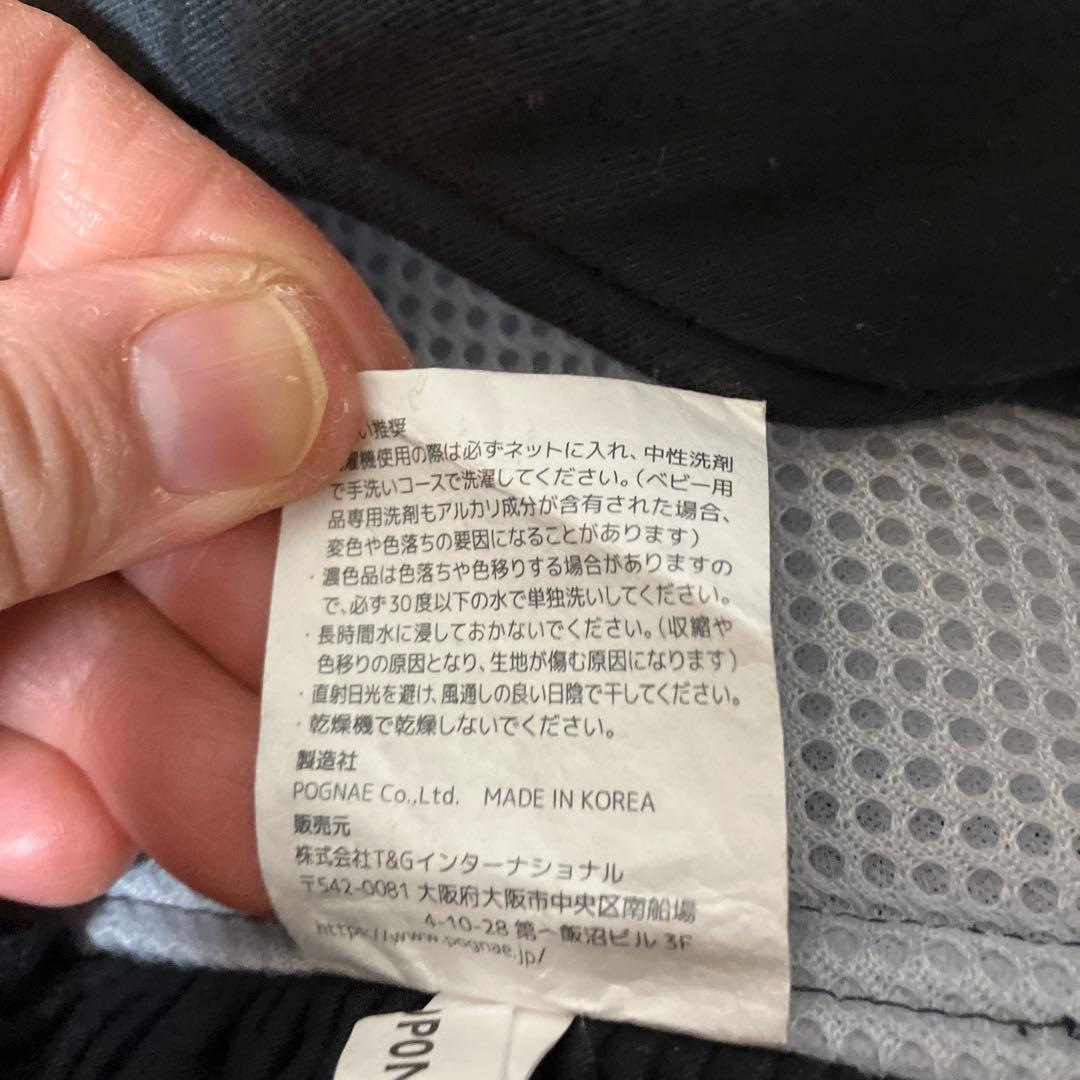 い推奨
濯機使用の際は必ずネットに入れ、中性洗剤
で手洗いコースで洗濯してください。(ベビー用
品専用洗剤もアルカリ成分が含有された場合、
変色や色落ちの要因になることがあります)
・濃色品は色落ちや色移りする場合がありますの
で、必ず30度以下の水で単独洗いしてください。
・長時間水に浸しておかないでください。(収縮や
色移りの原因となり、生地が傷む原因になります)
・直射日光を避け、風通しの良い日陰で干してください。
・乾燥機で乾燥しないでください。
製造社
POGNAE Co.,Ltd. MADE IN KOREA
販売元
株式会社T&Gインターナショナル
〒542-0081 大阪府大阪市中央区南船場
4-10-28 第一飯沼ビル 3F
https://www.pognae.jp/